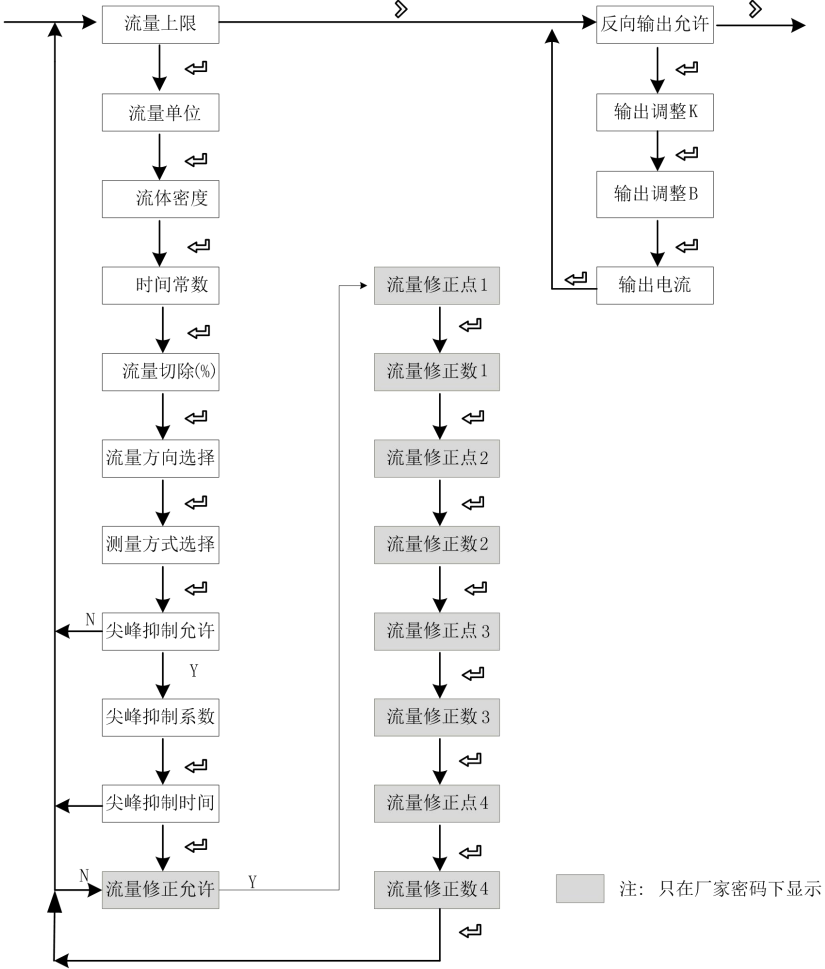 流量上限
流量单位
流体密度
时间常数
流量切除(%)
流量方向选择
测量方式选择
N
尖峰抑制允许
Y
尖峰抑制系数
尖峰抑制时间
N
流量修正允许
Y
流量修正点1
流量修正数1
流量修正点2
流量修正数2
流量修正点3
流量修正数3
流量修正点4
流量修正数4
反向输出允许
输出调整K
输出调整B
输出电流
注: 只在厂家密码下显示